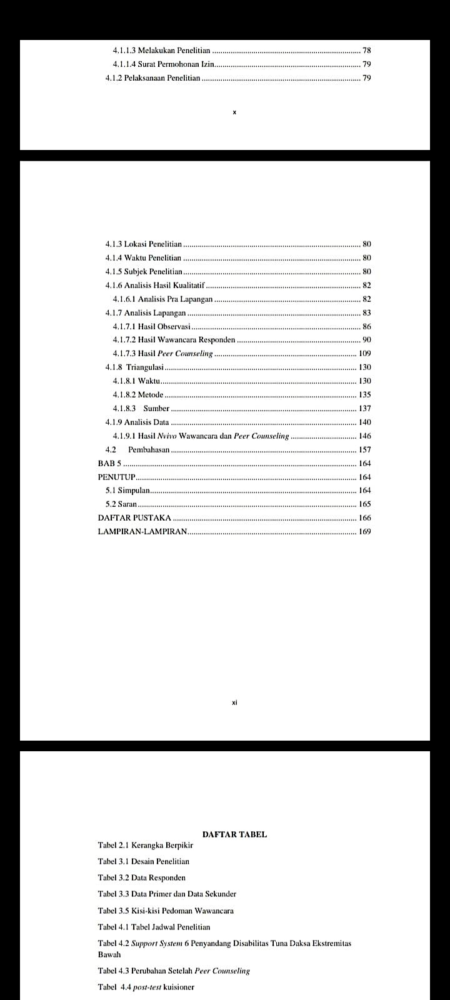 4.1.1.3 Melakukan Penelitian ........................................................................ 78
4.1.1.4 Surat Permohonan Izin....................................................................... 79
4.1.2 Pelaksanaan Penelitian ............................................................................. 79
x
4.1.3 Lokasi Penelitian ...................................................................................... 80
4.1.4 Waktu Penelitian ...................................................................................... 80
4.1.5 Subjek Penelitian...................................................................................... 80
4.1.6 Analisis Hasil Kualitatif ........................................................................... 82
4.1.6.1 Analisis Pra Lapangan ....................................................................... 82
4.1.7 Analisis Lapangan .................................................................................... 83
4.1.7.1 Hasil Observasi .................................................................................. 86
4.1.7.2 Hasil Wawancara Responden ............................................................ 90
4.1.7.3 Hasil Peer Counseling ..................................................................... 109
4.1.8 Triangulasi ............................................................................................. 130
4.1.8.1 Waktu............................................................................................... 130
4.1.8.2 Metode ............................................................................................. 135
4.1.8.3 Sumber .......................................................................................... 137
4.1.9 Analisis Data .......................................................................................... 140
4.1.9.1 Hasil Nvivo Wawancara dan Peer Counseling ................................ 146
4.2 Pembahasan .......................................................................................... 157
BAB 5 ................................................................................................................. 164
PENUTUP........................................................................................................... 164
5.1 Simpulan.................................................................................................... 164
5.2 Saran .......................................................................................................... 165
DAFTAR PUSTAKA ......................................................................................... 166
LAMPIRAN-LAMPIRAN.................................................................................. 169
xi
DAFTAR TABEL
Tabel 2.1 Kerangka Berpikir
Tabel 3.1 Desain Penelitian
Tabel 3.2 Data Responden
Tabel 3.3 Data Primer dan Data Sekunder
Tabel 3.5 Kisi-kisi Pedoman Wawancara
Tabel 4.1 Tabel Jadwal Penelitian
Tabel 4.2 Support System 6 Penyandang Disabilitas Tuna Daksa Ekstremitas
Bawah
Tabel 4.3 Perubahan Setelah Peer Counseling
Tabel 4.4 post-test kuisioner